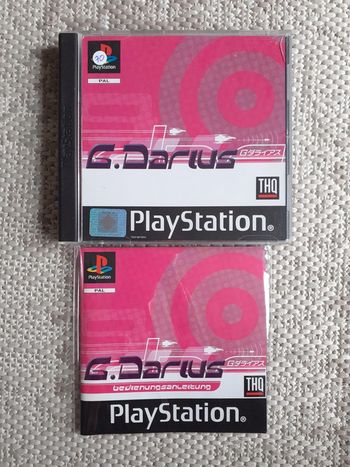 20
PlayStation
PAL
G.Darius
Gダライアス
THQ
PlayStation®
PlayStation
PAL
G.Darius
Gダライアス
bedienungsanleitung
THQ
PlayStation®